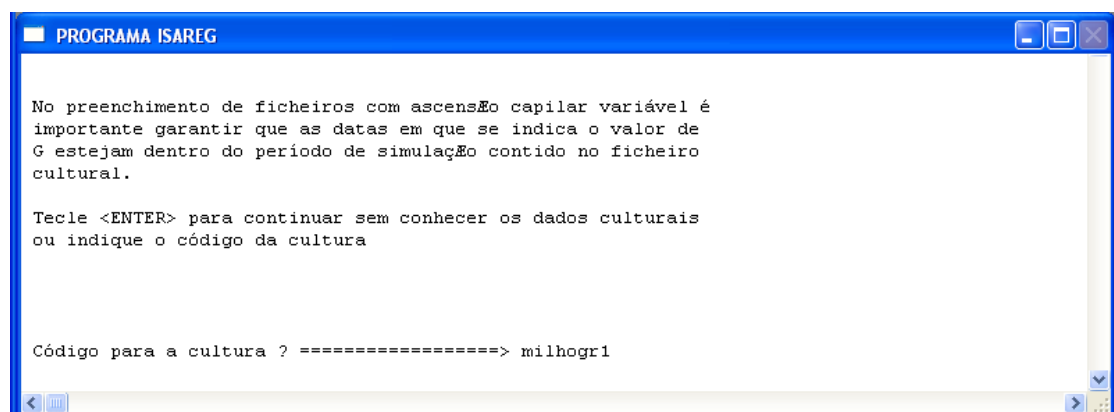 PROGRAMA ISAREG
No preenchimento de ficheiros com ascensÆo capilar variável é
importante garantir que as datas em que se indica o valor de
G estejam dentro do período de simulaçÆo contido no ficheiro
cultural.
Tecle <ENTER> para continuar sem conhecer os dados culturais
ou indique o código da cultura
Código para a cultura ? ==================> milhogr1